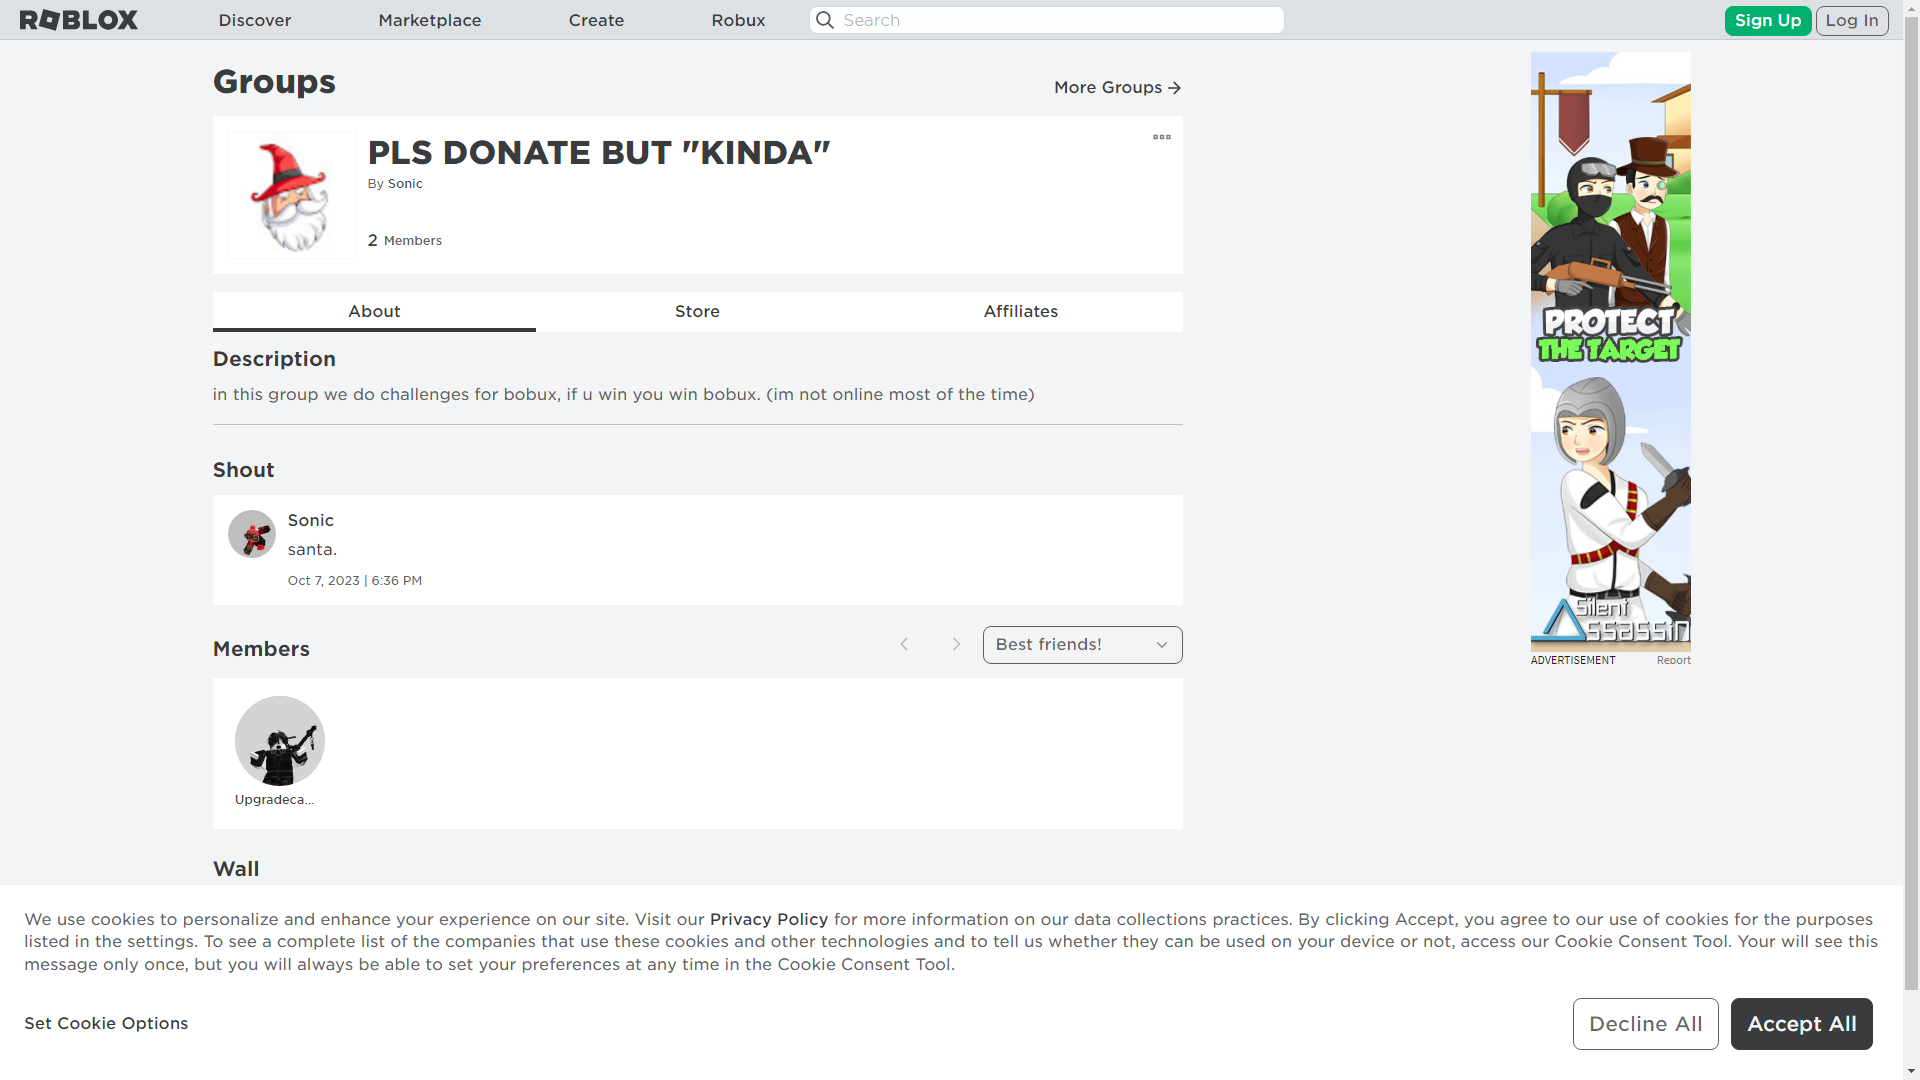 ROBLOX
Discover
Marketplace
Create
Robux
Search
Sign Up
Log In
Groups
More Groups
PLS DONATE BUT "KINDA"
By Sonic
2 Members
About
Store
Affiliates
Description
in this group we do challenges for bobux, if u win you win bobux. (im not online most of the time)
Shout
Sonic
santa.
Oct 7, 2023 | 6:36 PM
Members
Best friends!
Upgradeca...
Wall
PROTECT
THE TARGET
Silent
Assassin
ADVERTISEMENT
Report
We use cookies to personalize and enhance your experience on our site. Visit our Privacy Policy for more information on our data collections practices. By clicking Accept, you agree to our use of cookies for the purposes
listed in the settings. To see a complete list of the companies that use these cookies and other technologies and to tell us whether they can be used on your device or not, access our Cookie Consent Tool. Your will see this
message only once, but you will always be able to set your preferences at any time in the Cookie Consent Tool.
Set Cookie Options
Decline All
Accept All